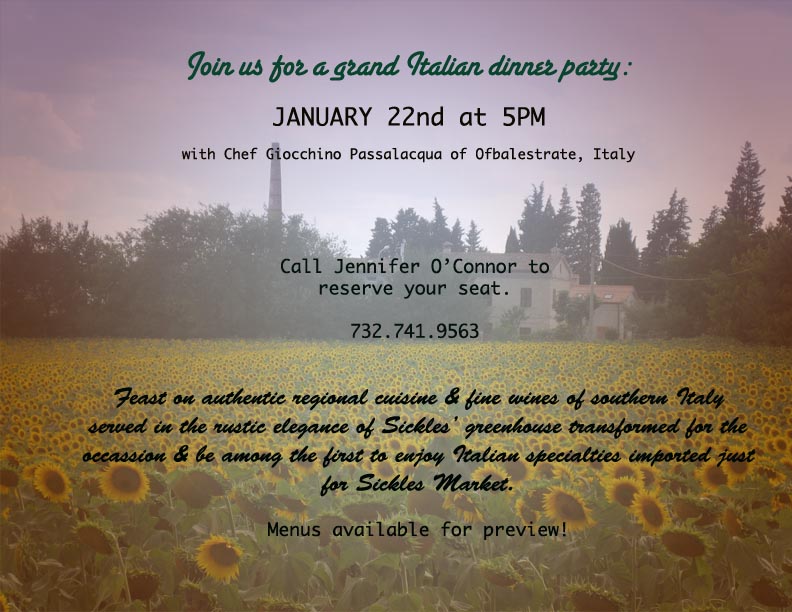 Join us for a grand Italian dinner party:
JANUARY 22nd at 5PM
with Chef Giocchino Passalacqua of Ofbalestrate, Italy
Call Jennifer O’Connor to
reserve your seat.
732.741.9563
Feast on authentic regional cuisine & fine wines of southern Italy
served in the rustic elegance of Sickles’ greenhouse transformed for the
occassion & be among the first to enjoy Italian specialties imported just
for Sickles Market.
Menus available for preview!